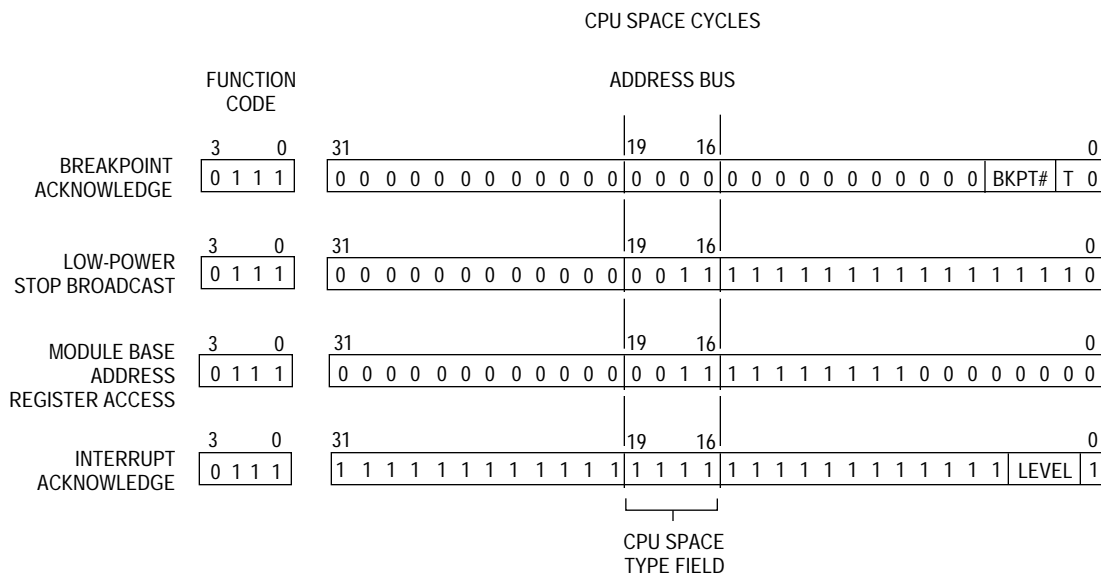 CPU SPACE CYCLES
FUNCTION
CODE
ADDRESS BUS
3 0 31 19 16 0
BREAKPOINT
ACKNOWLEDGE
0 1 1 1 0 0 0 0 0 0 0 0 0 0 0 0 0 0 0 0 0 0 0 0 0 0 0 0 0 0 0 BKPT# T 0
3 0 31 19 16 0
LOW-POWER
STOP BROADCAST
0 1 1 1 0 0 0 0 0 0 0 0 0 0 0 0 0 0 1 1 1 1 1 1 1 1 1 1 1 1 1 1 1 1 1 0
3 0 31 19 16 0
MODULE BASE
ADDRESS
REGISTER ACCESS
0 1 1 1 0 0 0 0 0 0 0 0 0 0 0 0 0 0 1 1 1 1 1 1 1 1 1 1 0 0 0 0 0 0 0 0
3 0 31 19 16 0
INTERRUPT
ACKNOWLEDGE
0 1 1 1 1 1 1 1 1 1 1 1 1 1 1 1 1 1 1 1 1 1 1 1 1 1 1 1 1 1 1 1 LEVEL 1
CPU SPACE
TYPE FIELD